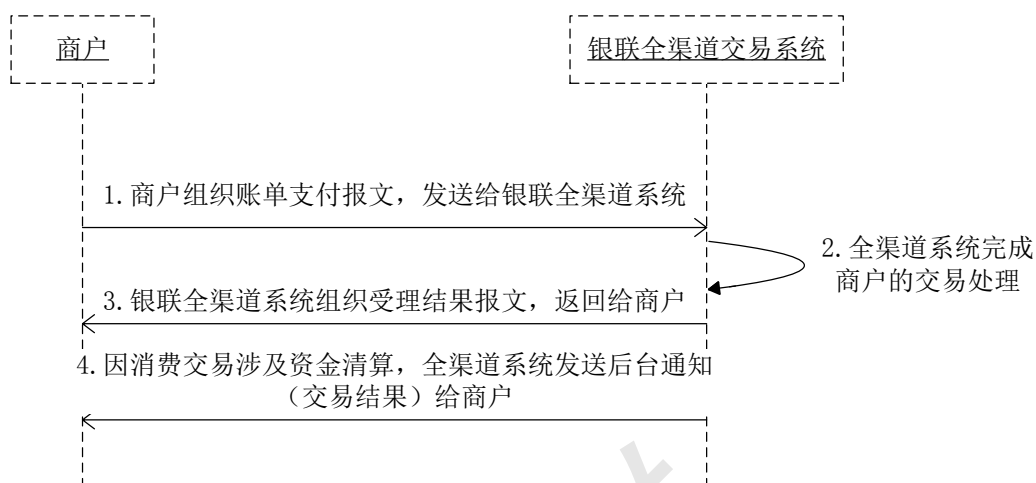 商户
银联全渠道交易系统
1.商户组织账单支付报文，发送给银联全渠道系统
2.全渠道系统完成
商户的交易处理
3.银联全渠道系统组织受理结果报文，返回给商户
4.因消费交易涉及资金清算，全渠道系统发送后台通知
（交易结果）给商户